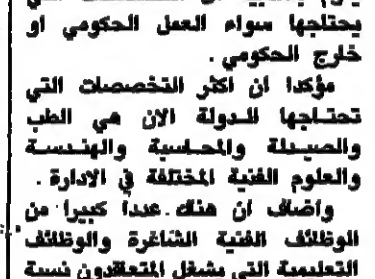 يحتاجها سواء العمل الحكومي او
خارج الحكومي .
مؤكدا ان اكثر التخصصات التي
تحتاجها الدولة الان هي الطب
والصيدلة والمحاسبة والهندسة
والعلوم الفنية المختلفة في الادارة .
واضاف ان هناك عددا كبيرا من
الوظائف الفنية الشاغرة والوظائف
التعليمية التي يشغل المتعاقدون نسبة